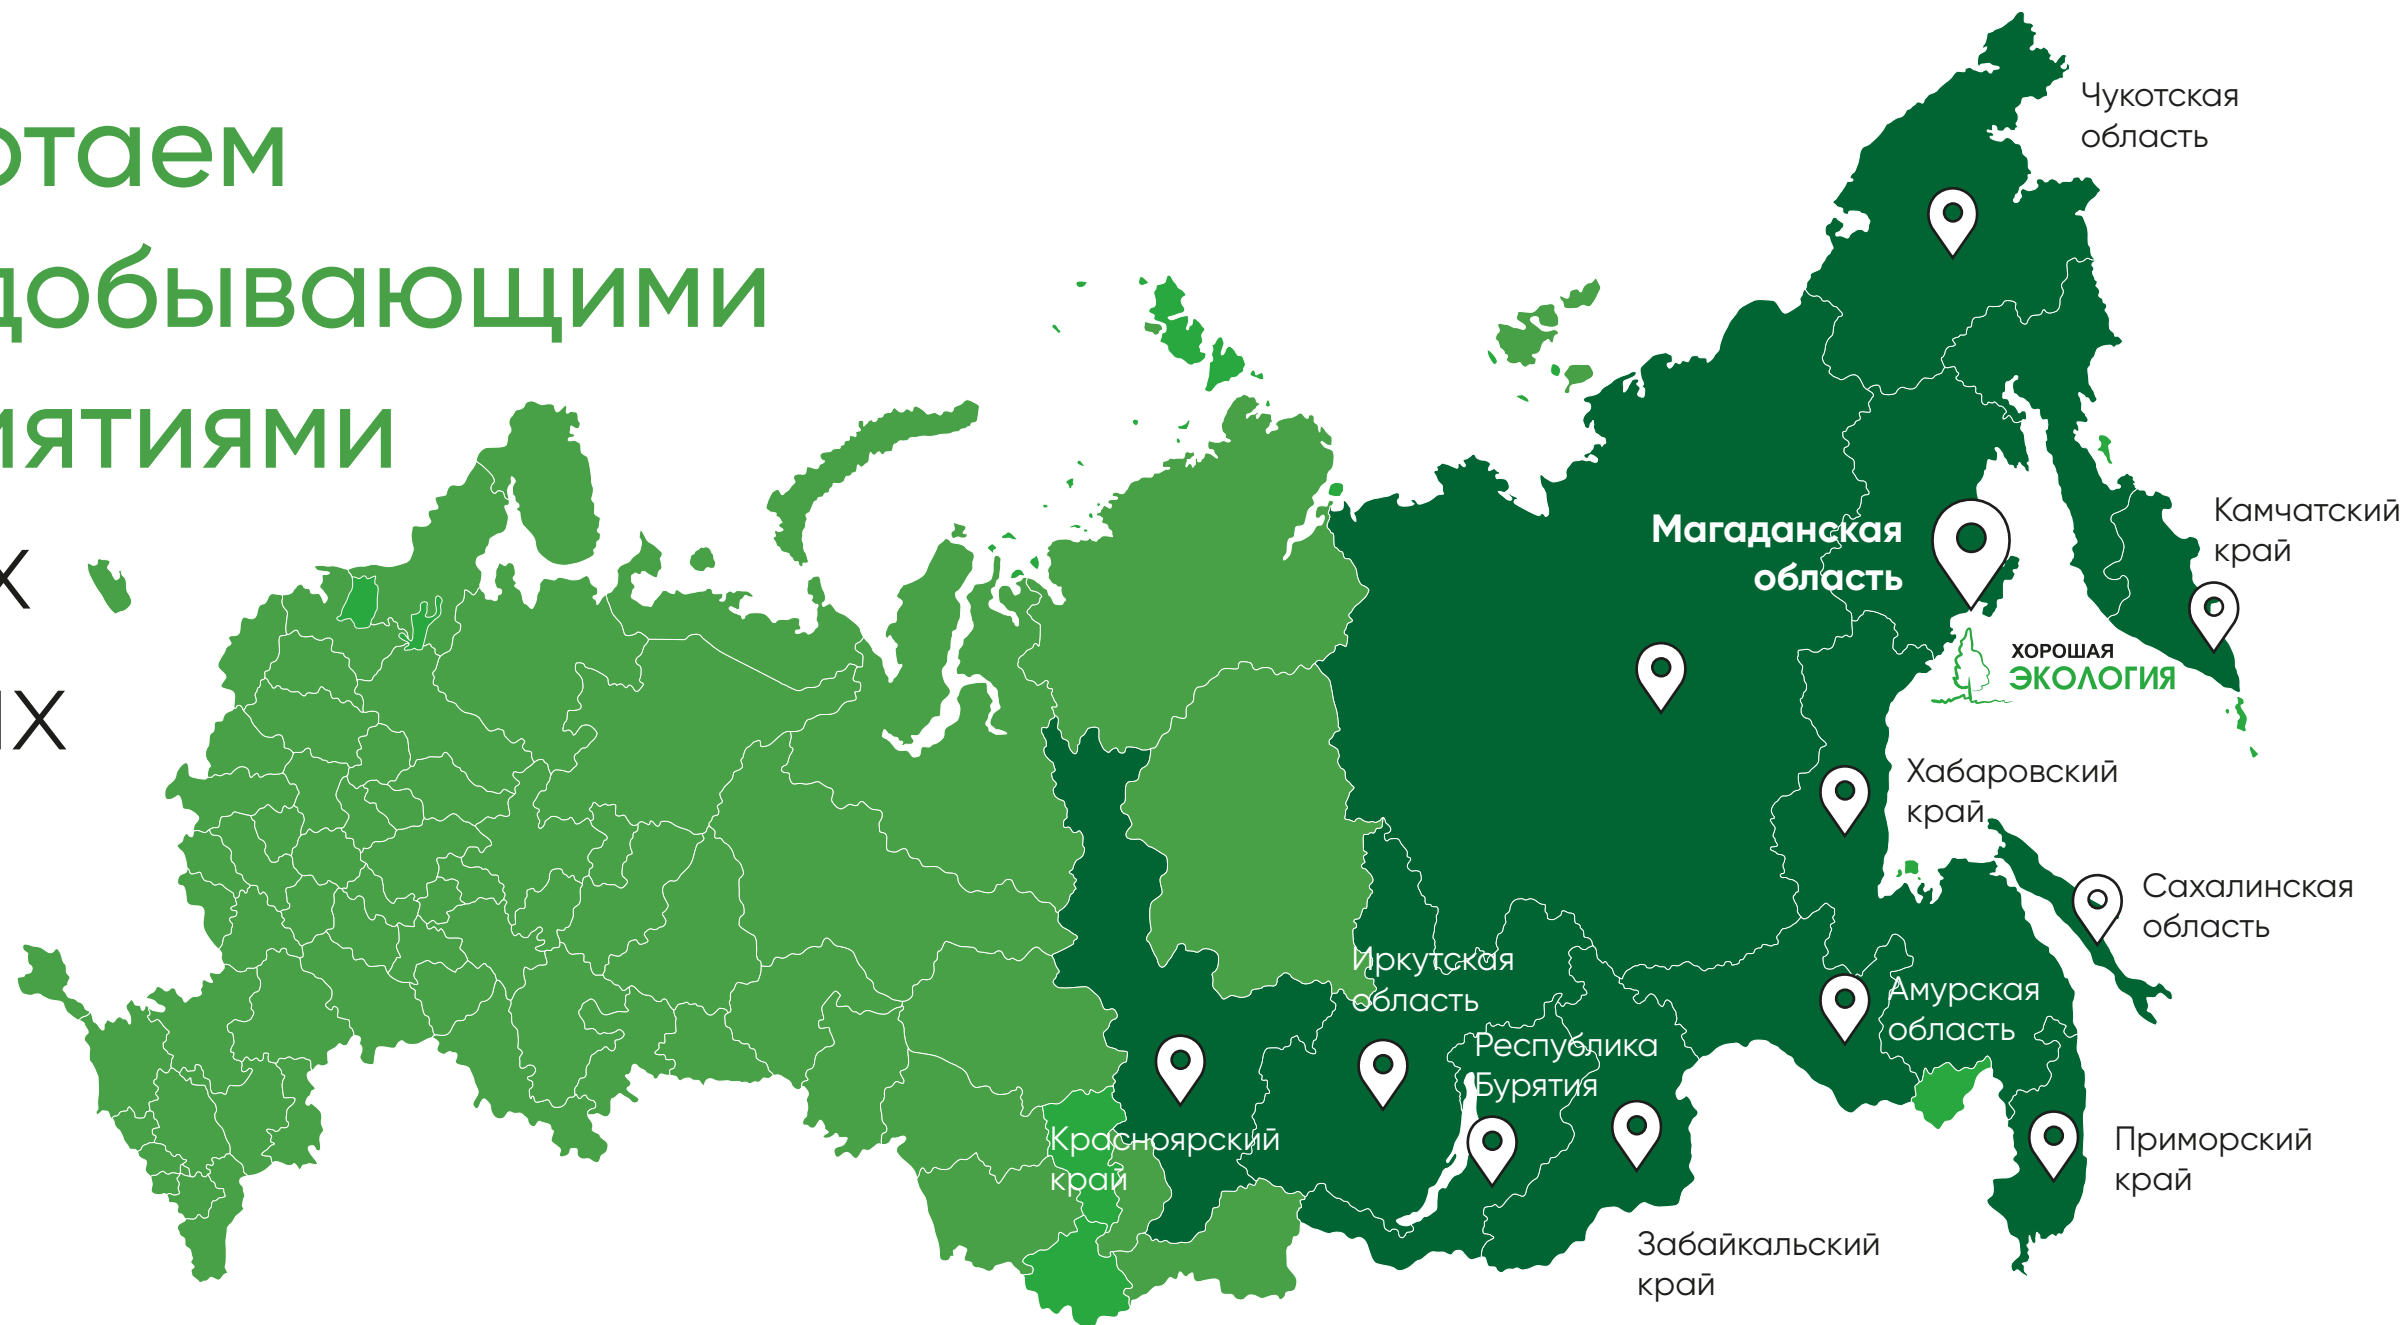 отаем
добывающими
иятиями
х
ых
Чукотская
область
Магаданская
область
Камчатский
край
ХОРОШАЯ
ЭКОЛОГИЯ
Хабаровский
край
Сахалинская
область
Иркутская
область
Амурская
область
Республика
Бурятия
Красноярский
край
Приморский
край
Забайкальский
край